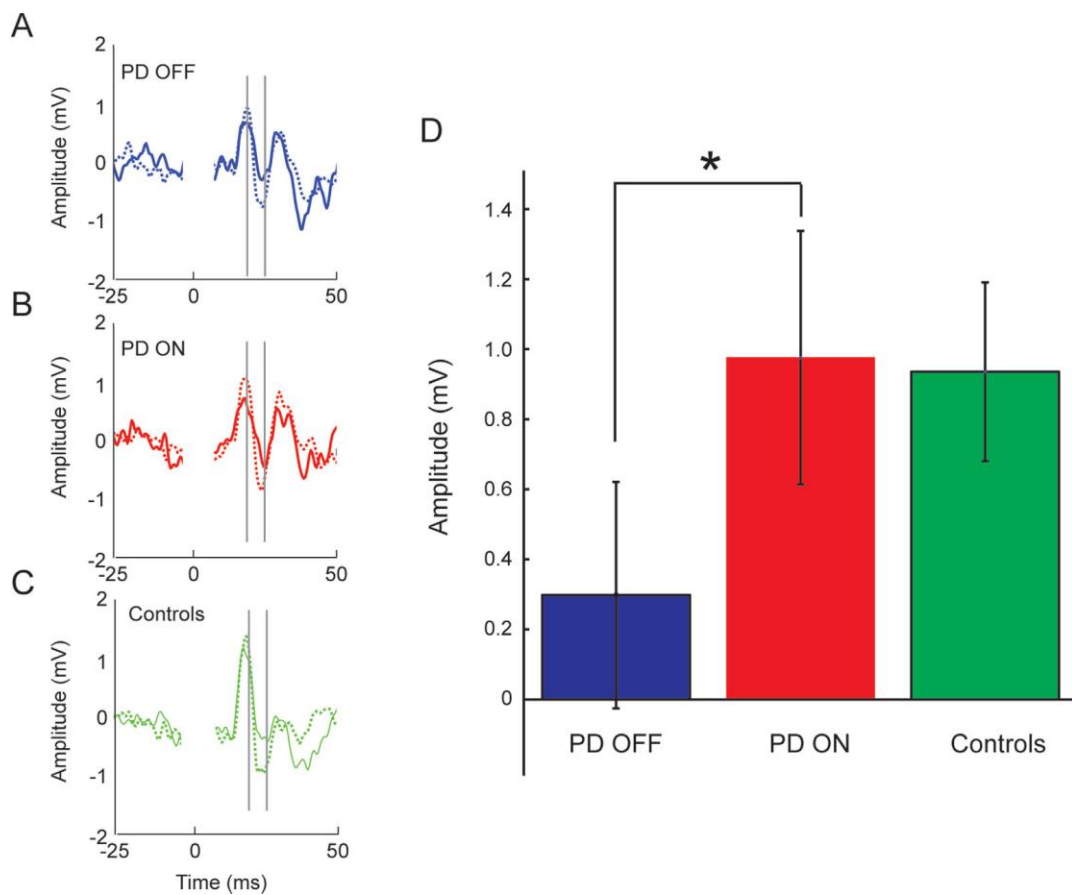 A
2
PD OFF
1
0
-1
-2
-25
0
50
Amplitude (mV)
B
2
PD ON
1
0
-1
-2
-25
0
50
Amplitude (mV)
C
2
Controls
1
0
-1
-2
-25
0
50
Amplitude (mV)
Time (ms)
D
*
1.4
1.2
1.0
0.8
0.6
0.4
0.2
0
Amplitude (mV)
PD OFF
PD ON
Controls